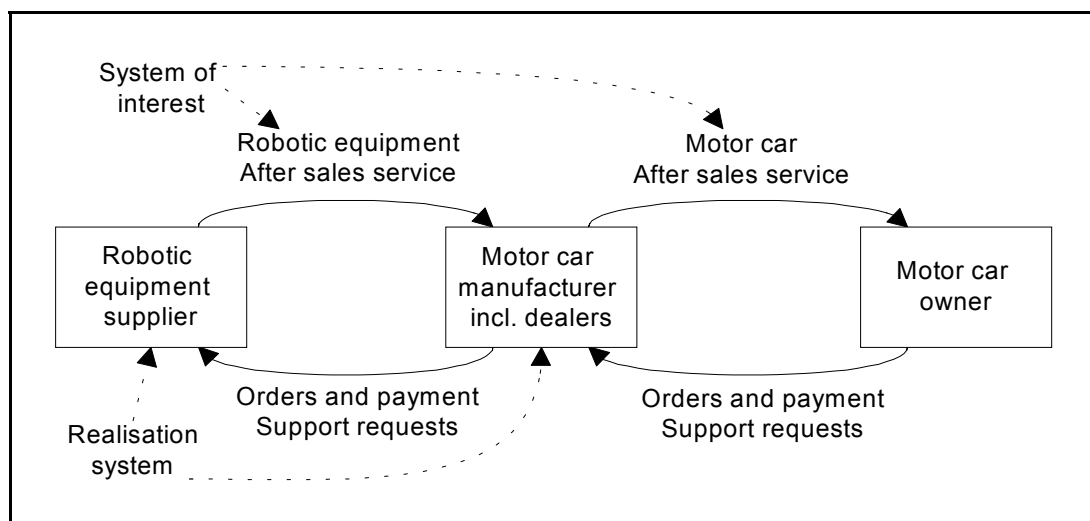 System of
interest
Robotic equipment
After sales service
Motor car
After sales service
Robotic
equipment
supplier
Motor car
manufacturer
incl. dealers
Motor car
owner
Orders and payment
Support requests
Orders and payment
Support requests
Realisation
system